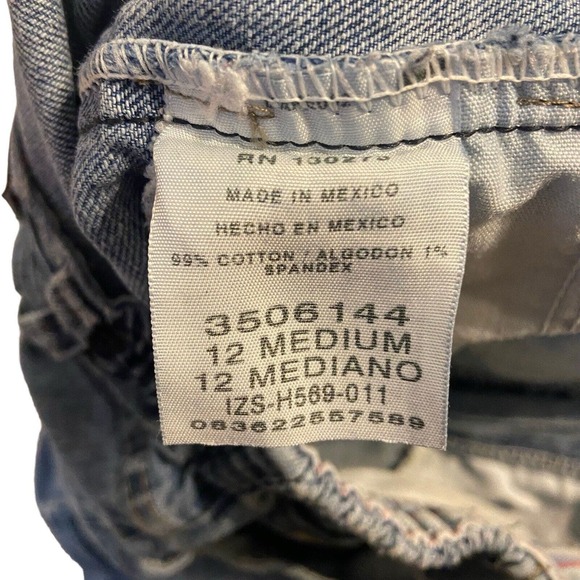 RN 130273
MADE IN MEXICO
HECHO EN MEXICO
99% COTTON / ALGODON 1%
SPANDEX
3506144
12 MEDIUM
12 MEDIANO
IZS-H569-011
083622557589